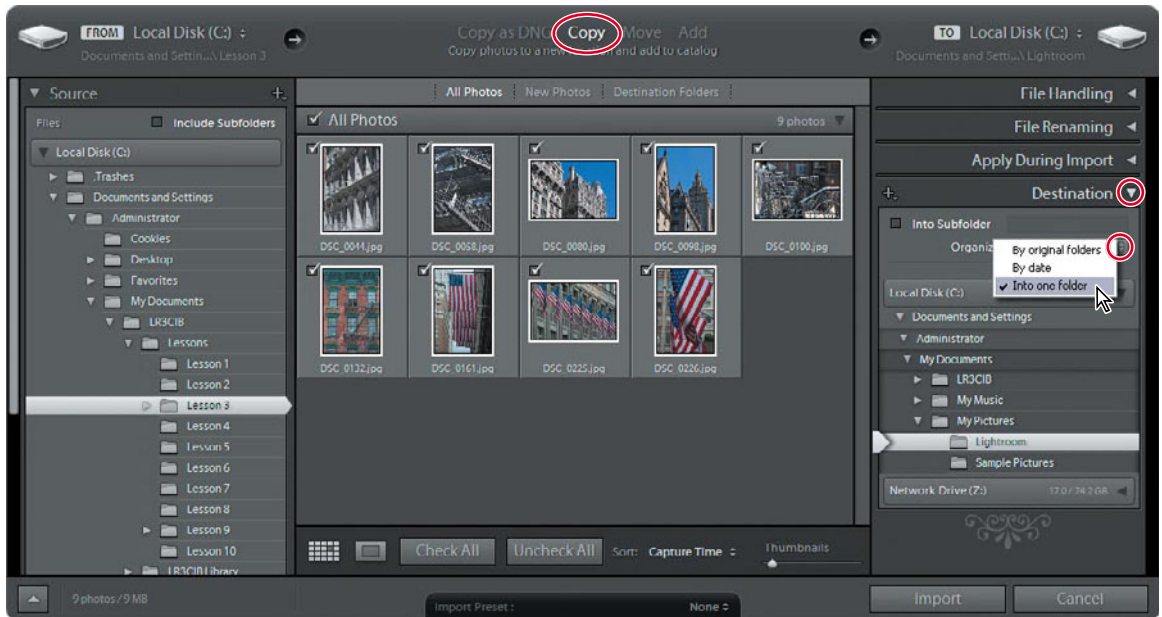 FROM Local Disk (C:)
Documents and Settin...\ Lesson 3
Copy as DNG Copy Move Add
Copy photos to a new and add to catalog
TO Local Disk (C:)
Documents and Setti...\ Lightroom
Source
Files Include Subfolders
Local Disk (C:)
.Trashes
Documents and Settings
Administrator
Cookies
Desktop
Favorites
My Documents
LR3CIB
Lessons
Lesson 1
Lesson 2
Lesson 3
Lesson 4
Lesson 5
Lesson 6
Lesson 7
Lesson 8
Lesson 9
Lesson 10
LR3CIB Library
All Photos New Photos Destination Folders
All Photos 9 photos
DSC_0044.jpg DSC_0058.jpg DSC_0080.jpg DSC_0098.jpg DSC_0100.jpg
DSC_0132.jpg DSC_0161.jpg DSC_0225.jpg DSC_0226.jpg
Check All Uncheck All Sort: Capture Time Thumbnails
File Handling
File Renaming
Apply During Import
Destination
Into Subfolder
Organiz
By original folders
By date
Into one folder
Local Disk (C:)
Documents and Settings
Administrator
My Documents
LR3CIB
My Music
My Pictures
Lightroom
Sample Pictures
Network Drive (Z:) 17.0 / 74.2 GB
9 photos / 9 MB
Import Preset : None
Import Cancel